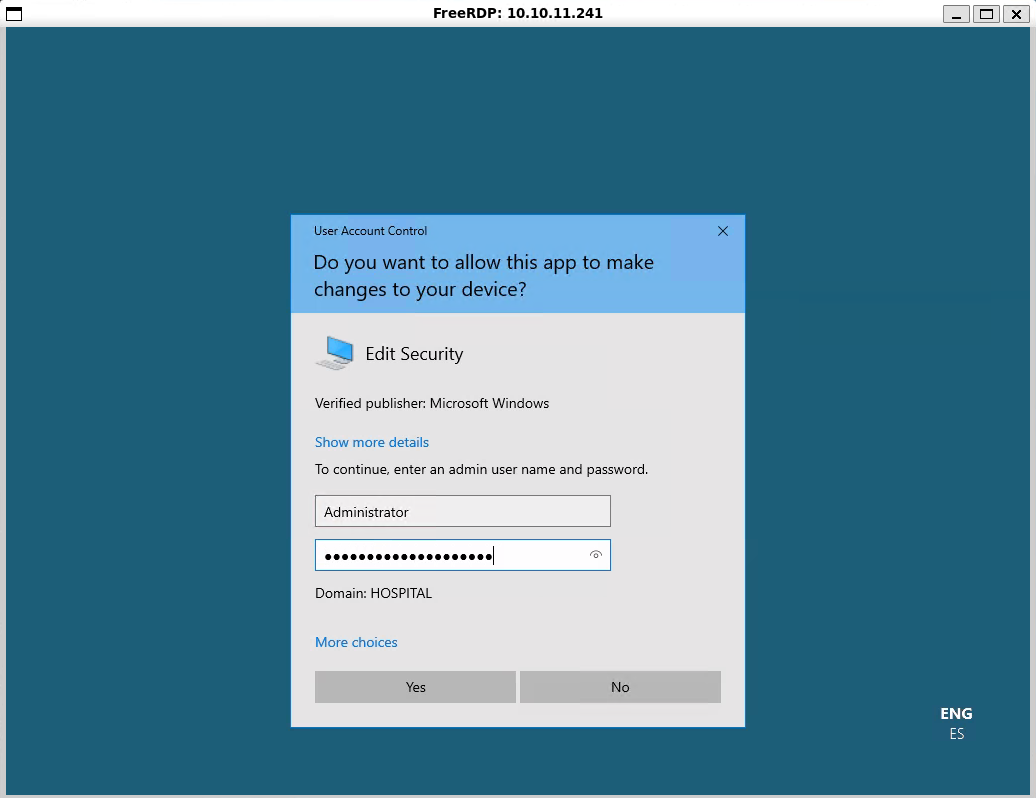 FreeRDP: 10.10.11.241
User Account Control
Do you want to allow this app to make
changes to your device?
Edit Security
Verified publisher: Microsoft Windows
Show more details
To continue, enter an admin user name and password.
Administrator
●●●●●●●●●●●●●●●●●●●●
Domain: HOSPITAL
More choices
Yes No
ENG
ES